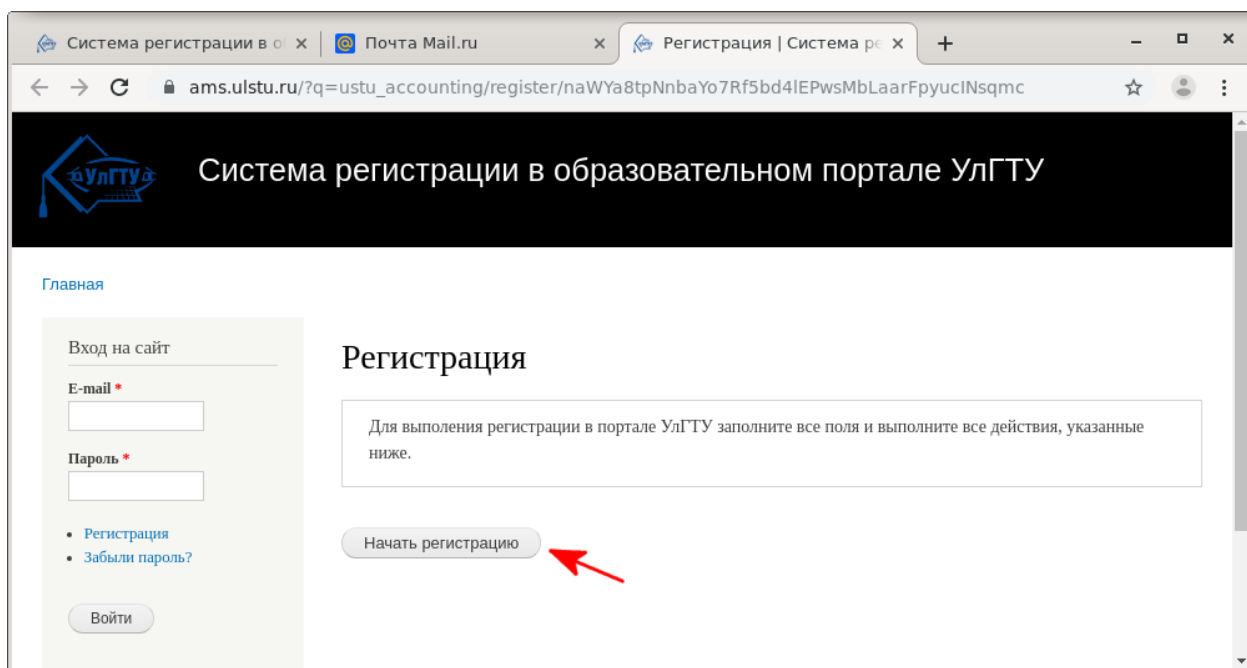 Система регистрации в о
Почта Mail.ru
Регистрация | Система ре
ams.ulstu.ru/?q=ustu_accounting/register/naWYa8tpNnbaYo7Rf5bd4lEPwsMbLaarFpyucINsqmc
УлГТУ
Система регистрации в образовательном портале УлГТУ
Главная
Вход на сайт
E-mail *
Пароль *
Регистрация
Забыли пароль?
Войти
Регистрация
Для выполения регистрации в портале УлГТУ заполните все поля и выполните все действия, указанные
ниже.
Начать регистрацию